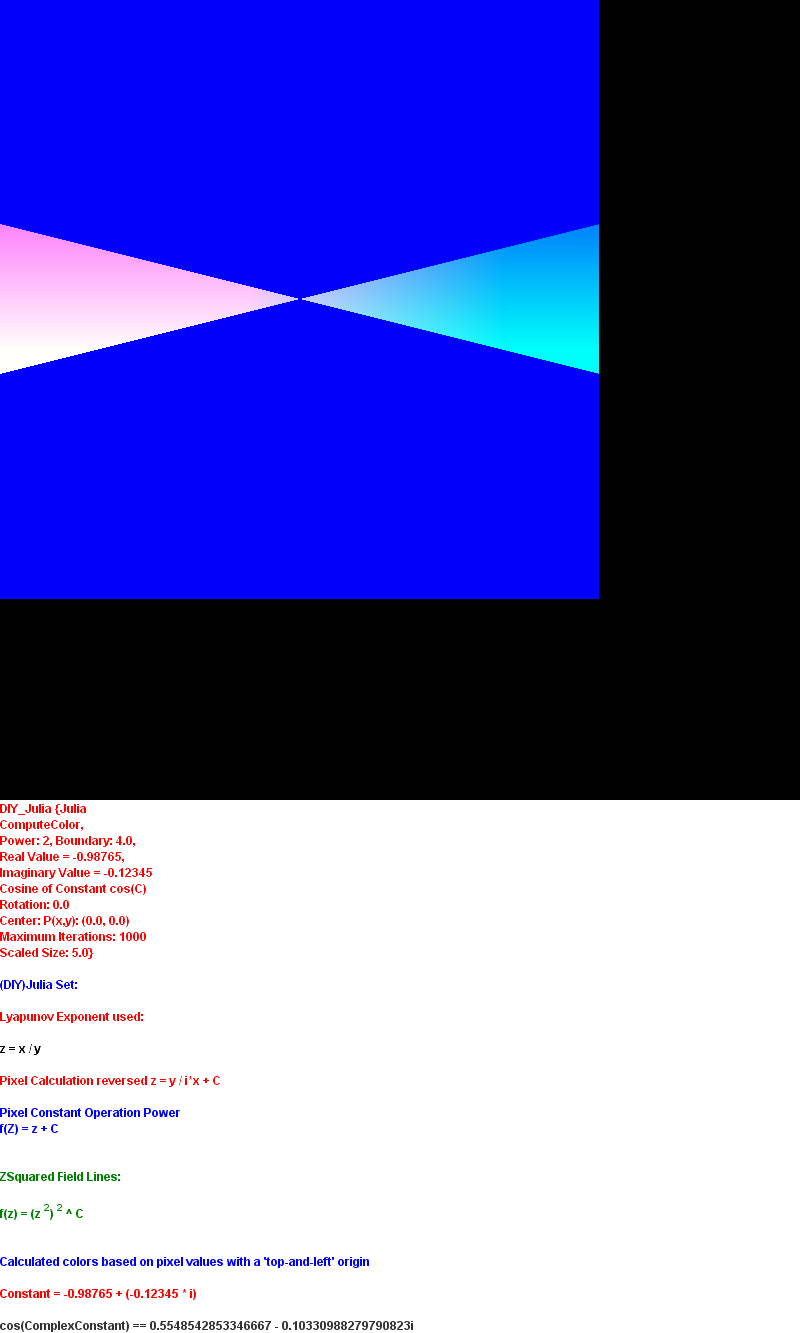 DIY_Julia {Julia
ComputeColor,
Power: 2, Boundary: 4.0,
Real Value = -0.98765,
Imaginary Value = -0.12345
Cosine of Constant cos(C)
Rotation: 0.0
Center: P(x,y): (0.0, 0.0)
Maximum Iterations: 1000
Scaled Size: 5.0}
(DIY)Julia Set:
Lyapunov Exponent used:
z = x / y
Pixel Calculation reversed z = y / i*x + C
Pixel Constant Operation Power
f(Z) = z + C
ZSquared Field Lines:
f(z) = (z 2) 2 ^ C
Calculated colors based on pixel values with a 'top-and-left' origin
Constant = -0.98765 + (-0.12345 * i)
cos(ComplexConstant) == 0.5548542853346667 - 0.10330988279790823i